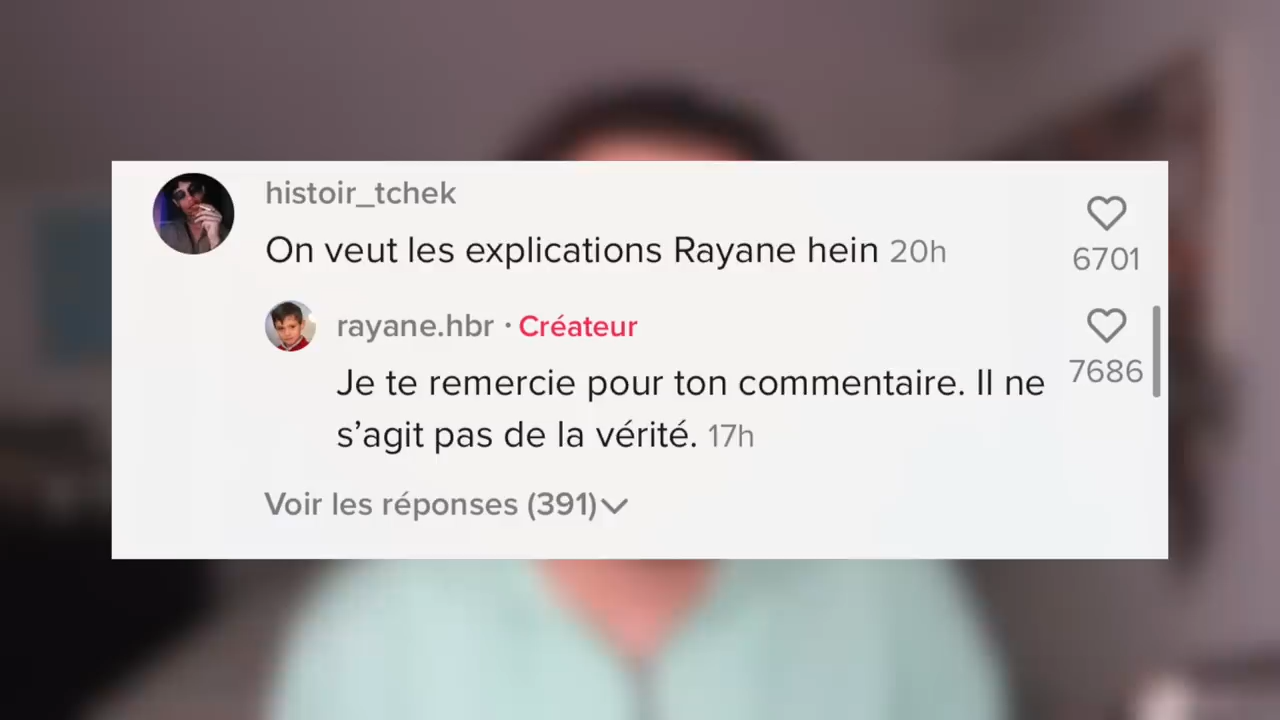 histoir_tchek
On veut les explications Rayane hein 20h
6701
rayane.hbr · Créateur
Je te remercie pour ton commentaire. Il ne
s’agit pas de la vérité. 17h
7686
Voir les réponses (391)